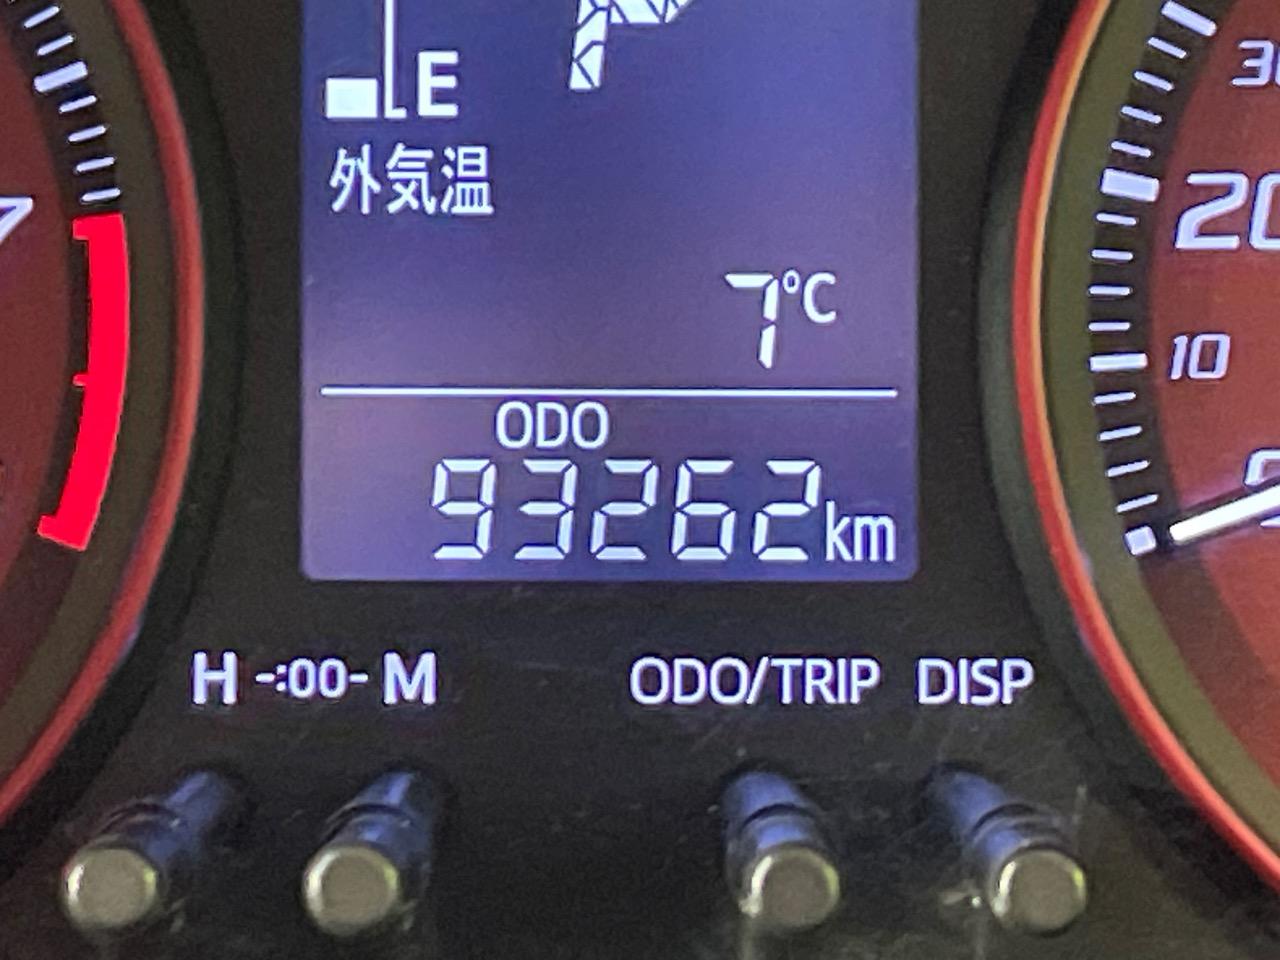 E
外気温
7°C
ODO
93262km
H -:00- M
ODO/TRIP DISP
20
10